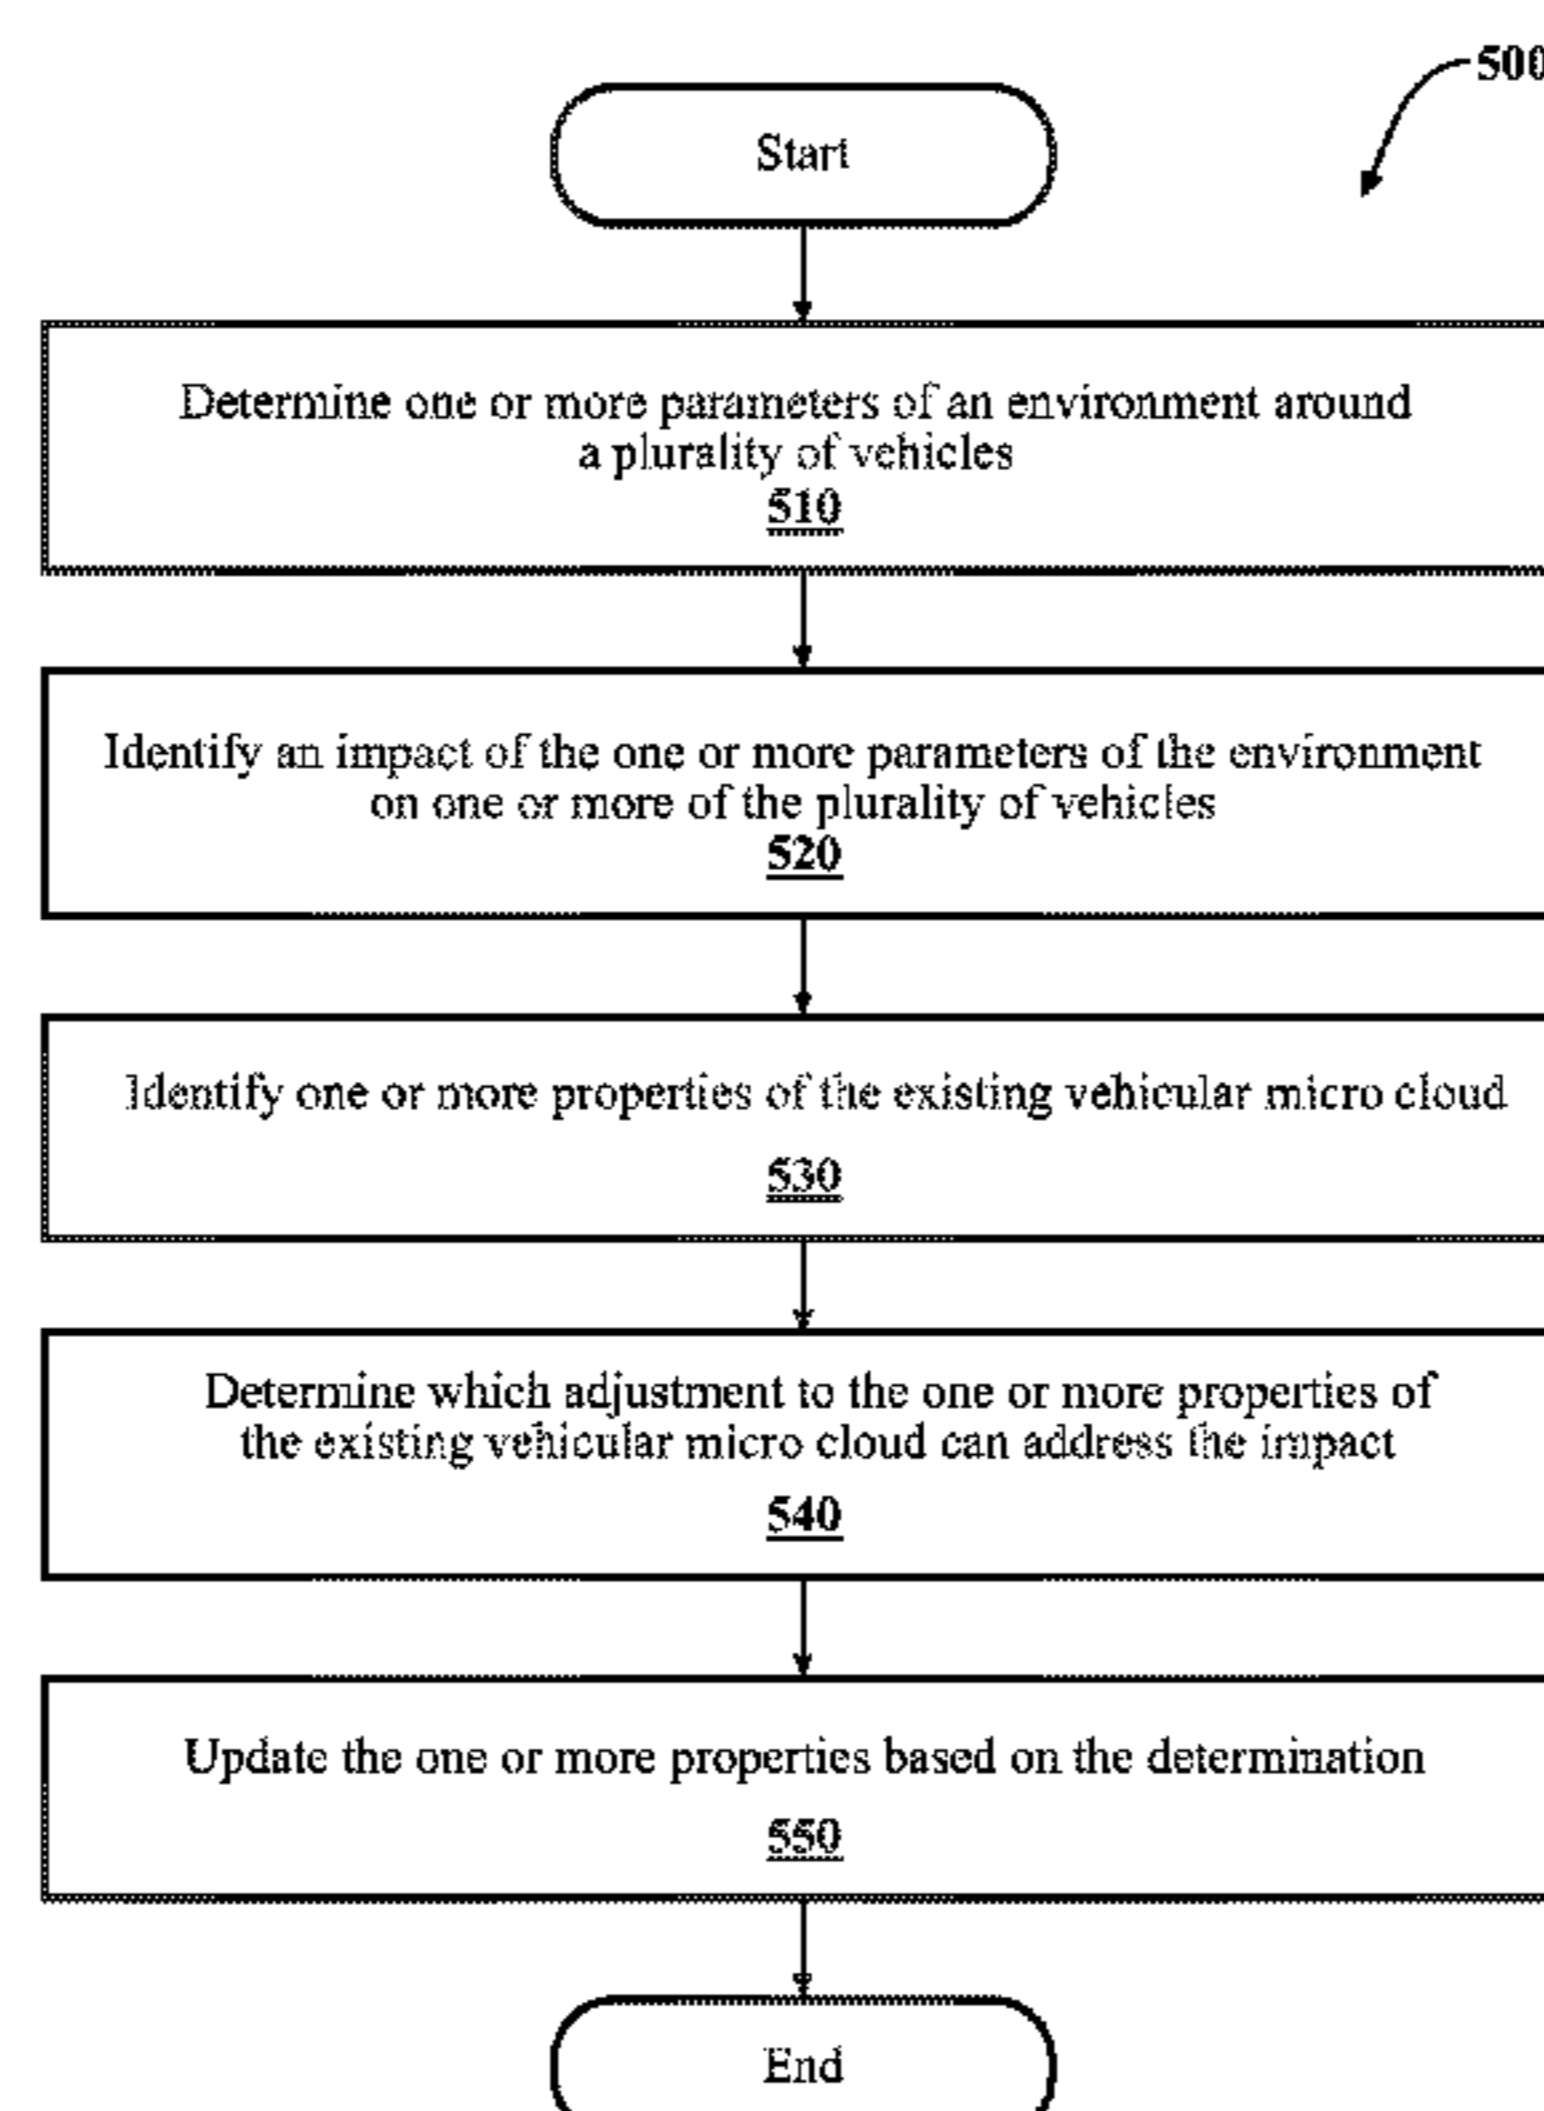 500
Start
Determine one or more parameters of an environment around
a plurality of vehicles
510
Identify an impact of the one or more parameters of the environment
on one or more of the plurality of vehicles
520
Identify one or more properties of the existing vehicular micro cloud
530
Determine which adjustment to the one or more properties of
the existing vehicular micro cloud can address the impact
540
Update the one or more properties based on the determination
550
End